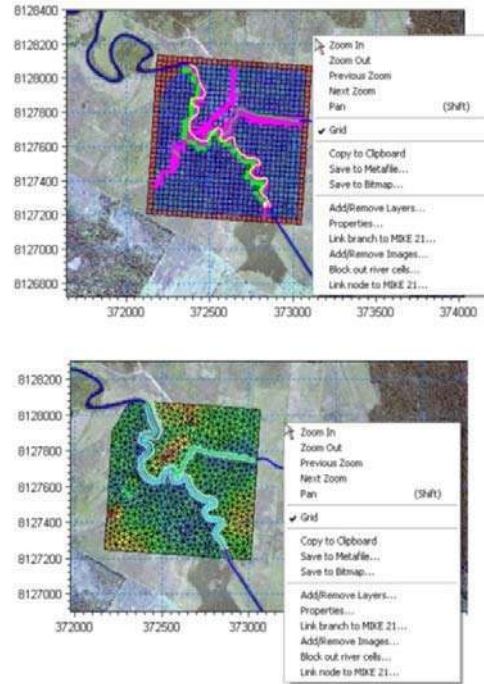 8128400
8128200
8128000
8127800
8127600
8127400
8127200
8127000
8126800
372000 372500 373000 373500 374000
Zoom In
Zoom Out
Previous Zoom
Next Zoom
Pan (Shift)
✔ Grid
Copy to Clipboard
Save to Metafile...
Save to Bitmap...
Add/Remove Layers...
Properties...
Link branch to MIKE 21...
Add/Remove Images...
Block out river cells...
Link node to MIKE 21...
8128200
8128000
8127800
8127600
8127400
8127200
8127000
372000 372500 373000
Zoom In
Zoom Out
Previous Zoom
Next Zoom
Pan (Shift)
✔ Grid
Copy to Clipboard
Save to Metafile...
Save to Bitmap...
Add/Remove Layers...
Properties...
Link branch to MIKE 21...
Add/Remove Images...
Block out river cells...
Link node to MIKE 21...